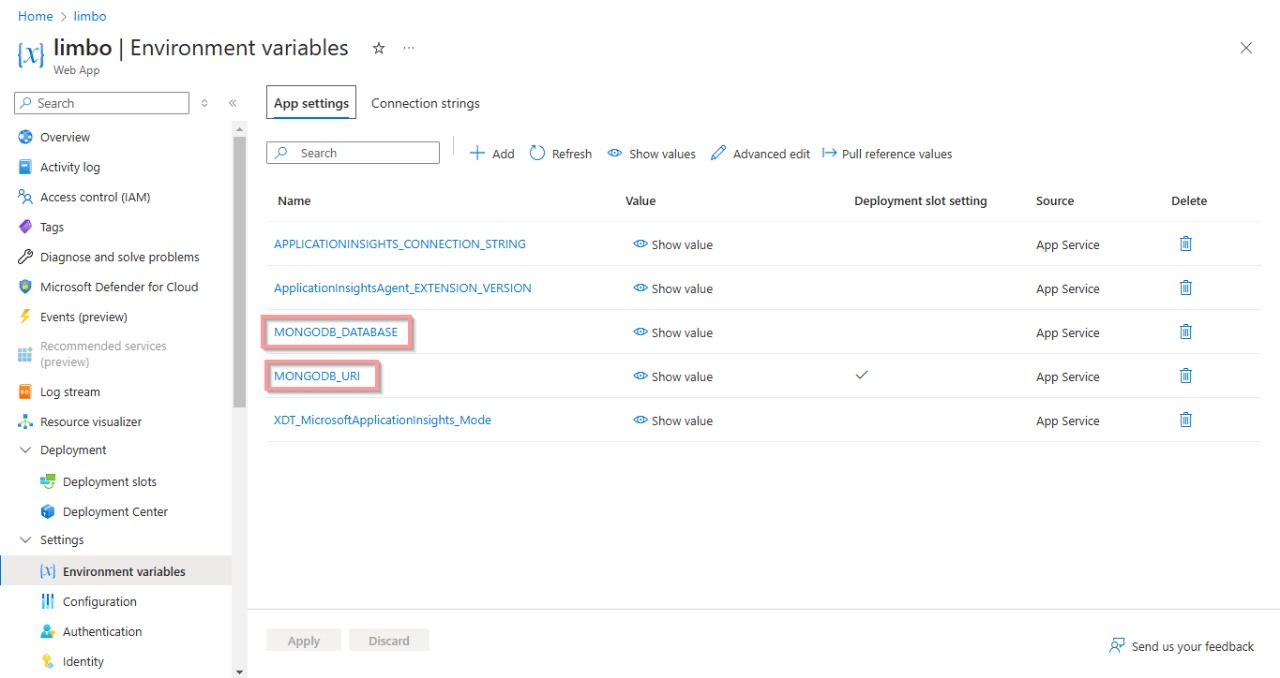 Home > limbo
limbo | Environment variables
Web App
Search
Overview
Activity log
Access control (IAM)
Tags
Diagnose and solve problems
Microsoft Defender for Cloud
Events (preview)
Recommended services
(preview)
Log stream
Resource visualizer
Deployment
Deployment slots
Deployment Center
Settings
Environment variables
Configuration
Authentication
Identity
App settings Connection strings
Search Add Refresh Show values Advanced edit Pull reference values
Name Value Deployment slot setting Source Delete
APPLICATIONINSIGHTS_CONNECTION_STRING Show value App Service
ApplicationInsightsAgent_EXTENSION_VERSION Show value App Service
MONGODB_DATABASE Show value App Service
MONGODB_URI Show value App Service
XDT_MicrosoftApplicationInsights_Mode Show value App Service
Apply Discard
Send us your feedback